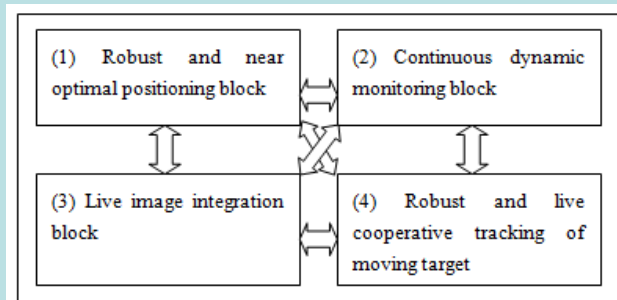 (1) Robust and near
optimal positioning block
(2) Continuous dynamic
monitoring block
(3) Live image integration
block
(4) Robust and live
cooperative tracking of
moving target